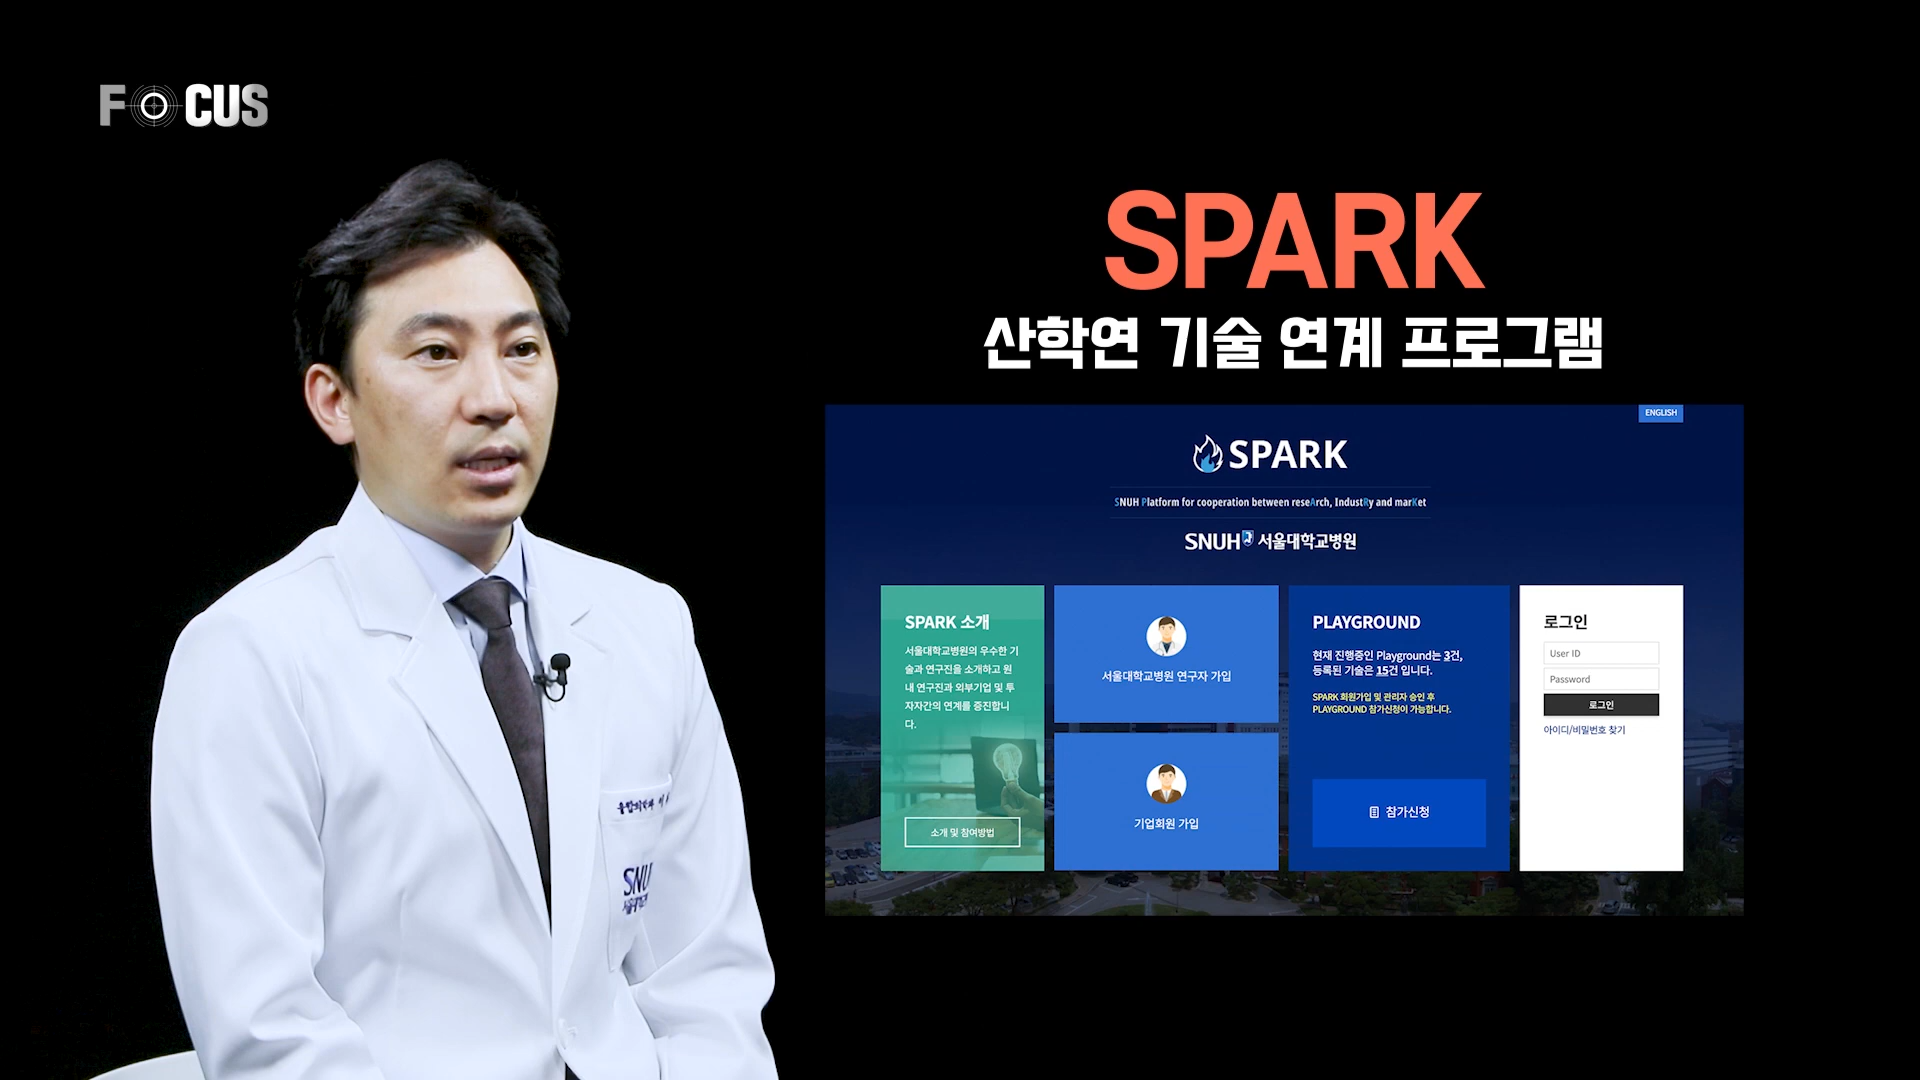 FOCUS
SPARK
산학연 기술 연계 프로그램
ENGLISH
SPARK
SNUH Platform for cooperation between reseArch, IndustRy and marKet
SNUH 서울대학교병원
SPARK 소개
서울대학교병원의 우수한 기
술과 연구진을 소개하고 원
내 연구진과 외부기업 및 투
자자간의 연계를 증진합니
다.
소개 및 참여방법
서울대학교병원 연구자 가입
기업회원 가입
PLAYGROUND
현재 진행중인 Playground는 3건,
등록된 기술은 15건 입니다.
SPARK 회원가입 및 관리자 승인 후
PLAYGROUND 참가신청이 가능합니다.
참가신청
로그인
User ID
Password
로그인
아이디/비밀번호 찾기
융합의학과
SNU